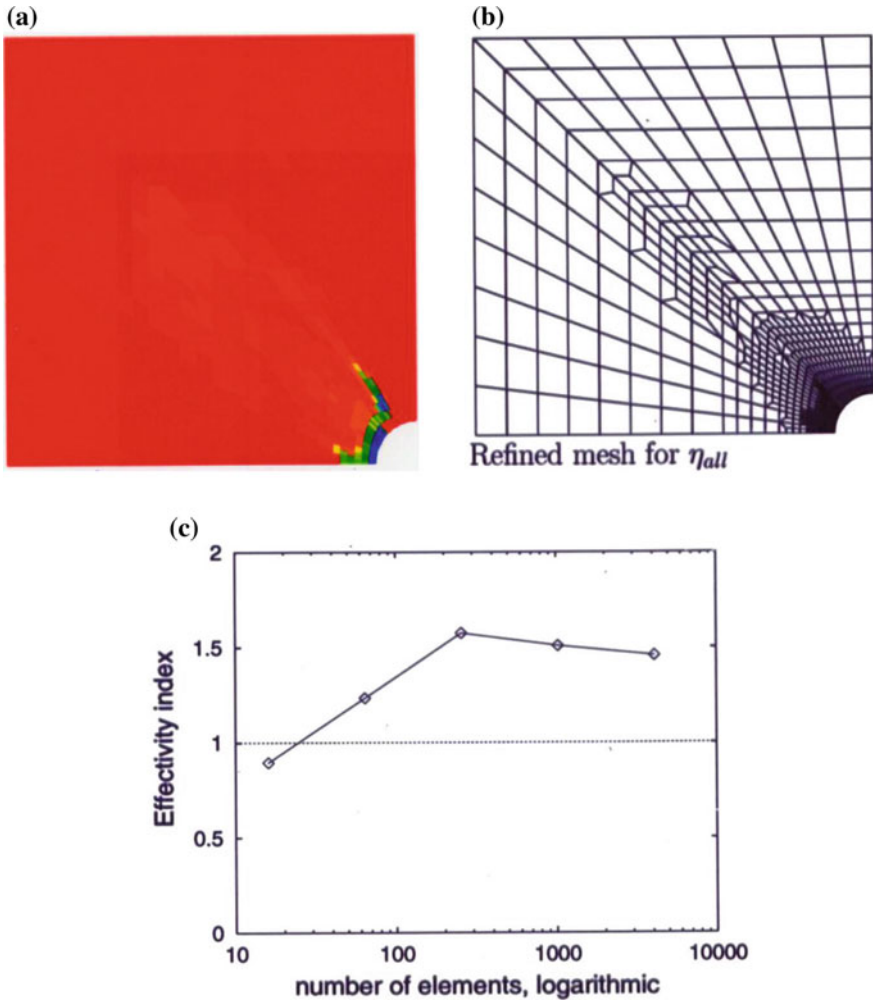 (a)
(b)
Refined mesh for η_all
(c)
2
1.5
1
0.5
0
Effectivity index
10 100 1000 10000
number of elements, logarithmic